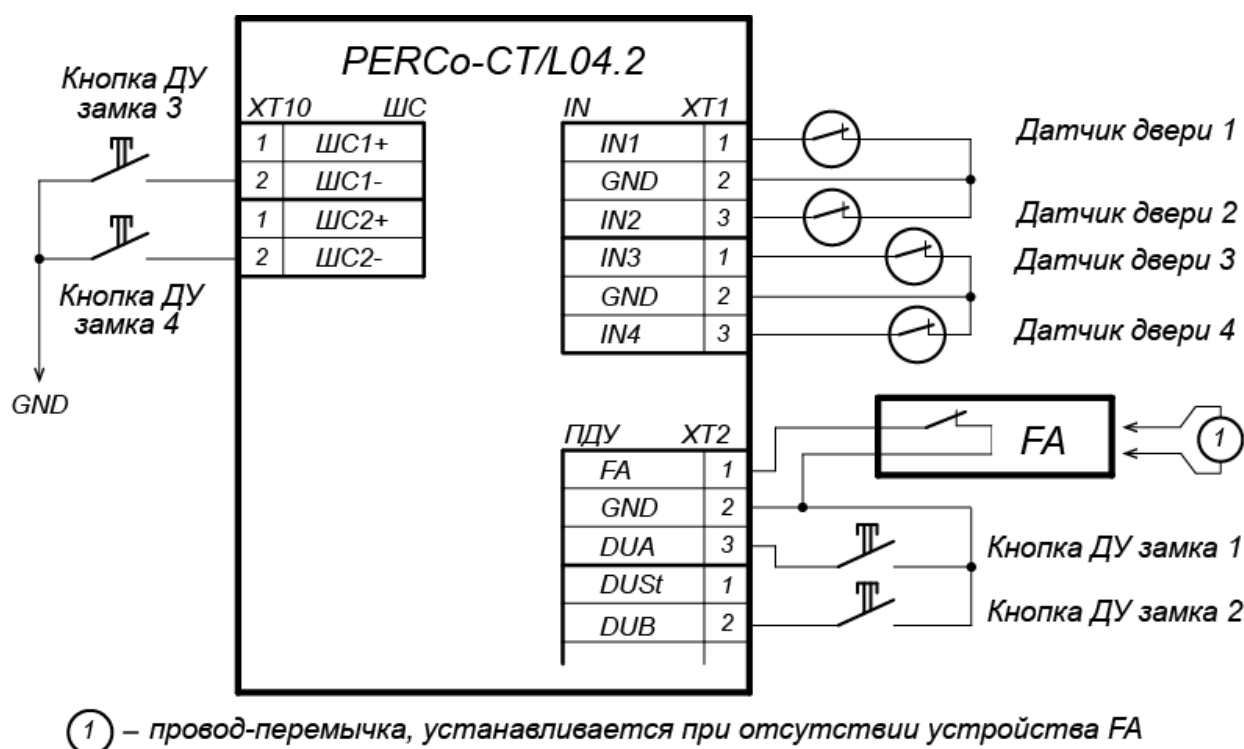 PERCo-CT/L04.2
Кнопка ДУ
замка 3
XT10 ШС
1 ШС1+
2 ШС1-
1 ШС2+
2 ШС2-
Кнопка ДУ
замка 4
GND
IN XT1
IN1 1
GND 2
IN2 3
IN3 1
GND 2
IN4 3
Датчик двери 1
Датчик двери 2
Датчик двери 3
Датчик двери 4
ПДУ XT2
FA 1
GND 2
DUA 3
DUSt 1
DUB 2
FA
1
Кнопка ДУ замка 1
Кнопка ДУ замка 2
1 – провод-перемычка, устанавливается при отсутствии устройства FA